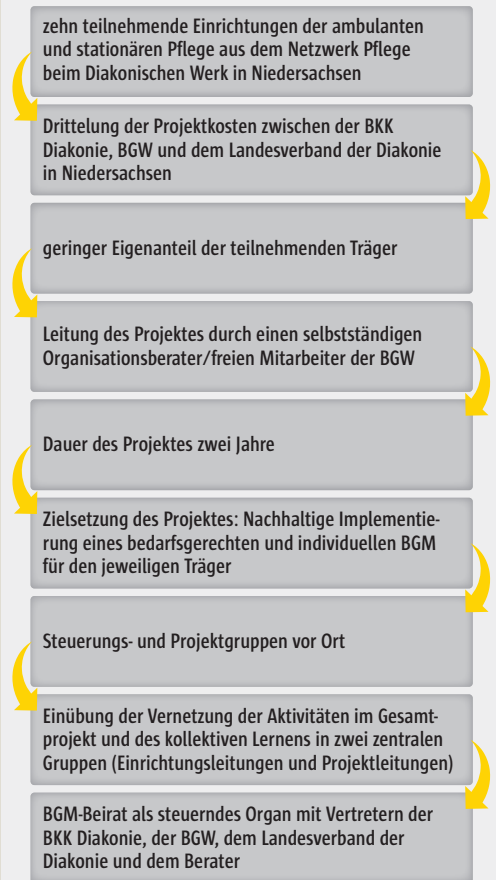 zehn teilnehmende Einrichtungen der ambulanten
und stationären Pflege aus dem Netzwerk Pflege
beim Diakonischen Werk in Niedersachsen
Drittelung der Projektkosten zwischen der BKK
Diakonie, BGW und dem Landesverband der Diakonie
in Niedersachsen
geringer Eigenanteil der teilnehmenden Träger
Leitung des Projektes durch einen selbstständigen
Organisationsberater/freien Mitarbeiter der BGW
Dauer des Projektes zwei Jahre
Zielsetzung des Projektes: Nachhaltige Implementie-
rung eines bedarfsgerechten und individuellen BGM
für den jeweiligen Träger
Steuerungs- und Projektgruppen vor Ort
Einübung der Vernetzung der Aktivitäten im Gesamt-
projekt und des kollektiven Lernens in zwei zentralen
Gruppen (Einrichtungsleitungen und Projektleitungen)
BGM-Beirat als steuerndes Organ mit Vertretern der
BKK Diakonie, der BGW, dem Landesverband der
Diakonie und dem Berater